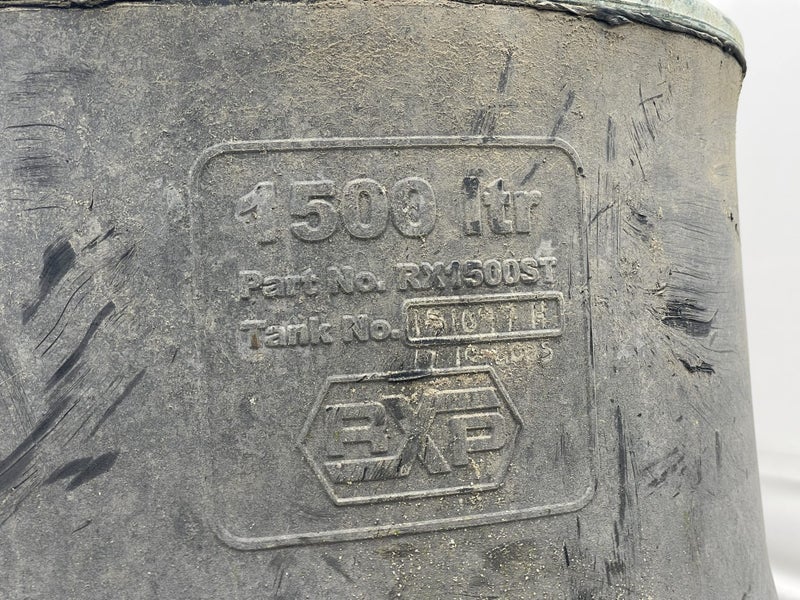 1500 ltr
Part No. RX1500ST
Tank No.
RXP